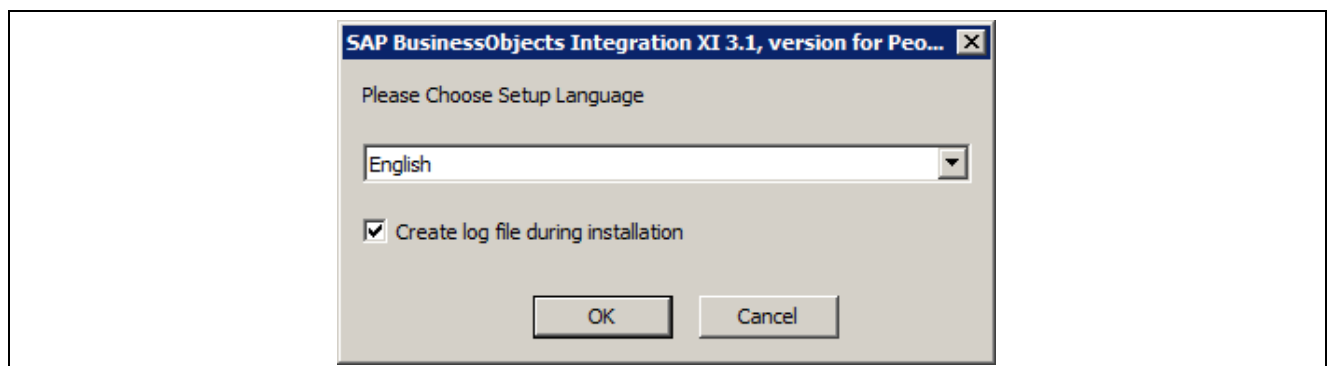 SAP BusinessObjects Integration XI 3.1, version for Peo...
Please Choose Setup Language
English
Create log file during installation
OK
Cancel